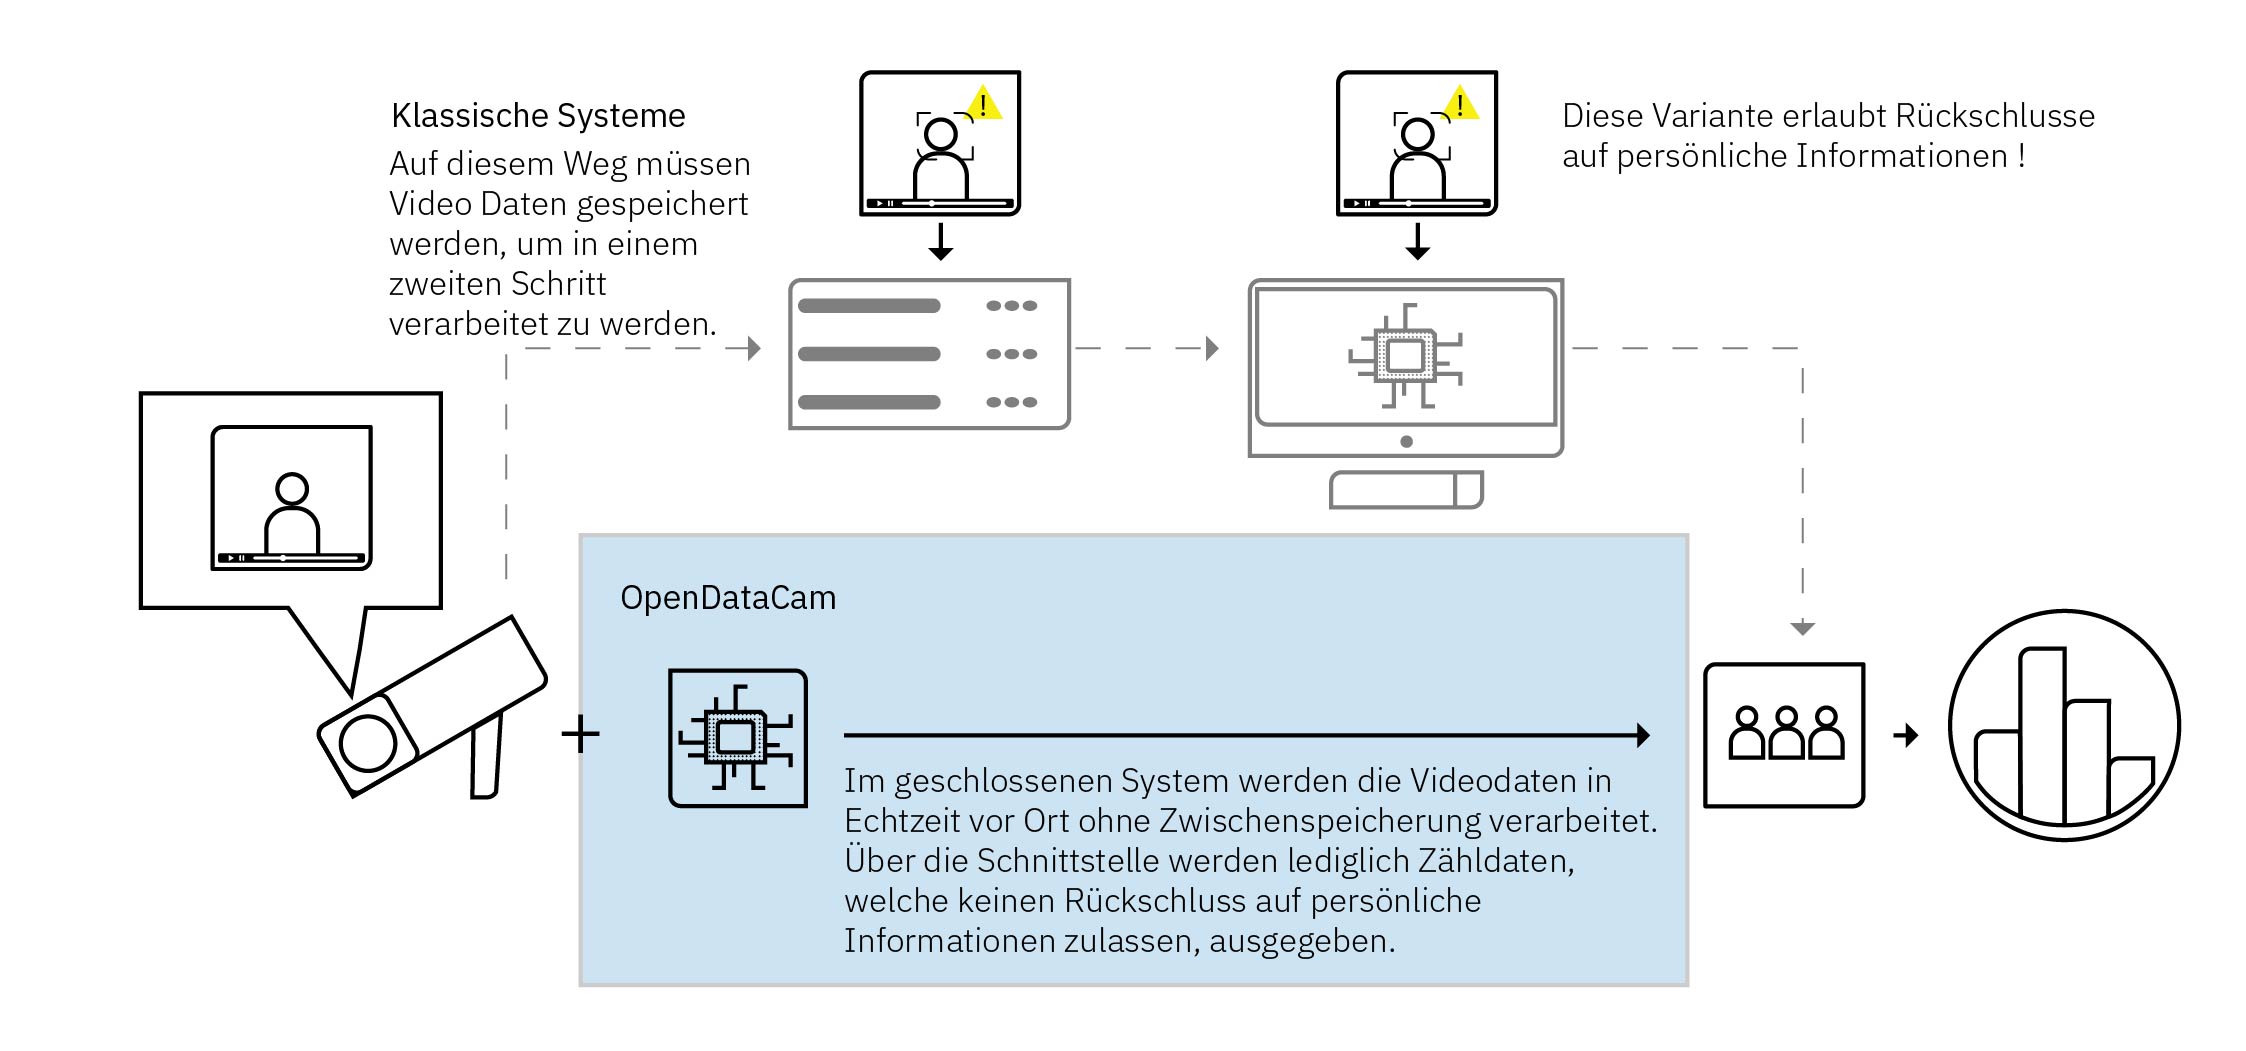 Klassische Systeme
Auf diesem Weg müssen
Video Daten gespeichert
werden, um in einem
zweiten Schritt
verarbeitet zu werden.
!
!
Diese Variante erlaubt Rückschlusse
auf persönliche Informationen !
OpenDataCam
Im geschlossenen System werden die Videodaten in
Echtzeit vor Ort ohne Zwischenspeicherung verarbeitet.
Über die Schnittstelle werden lediglich Zähldaten,
welche keinen Rückschluss auf persönliche
Informationen zulassen, ausgegeben.